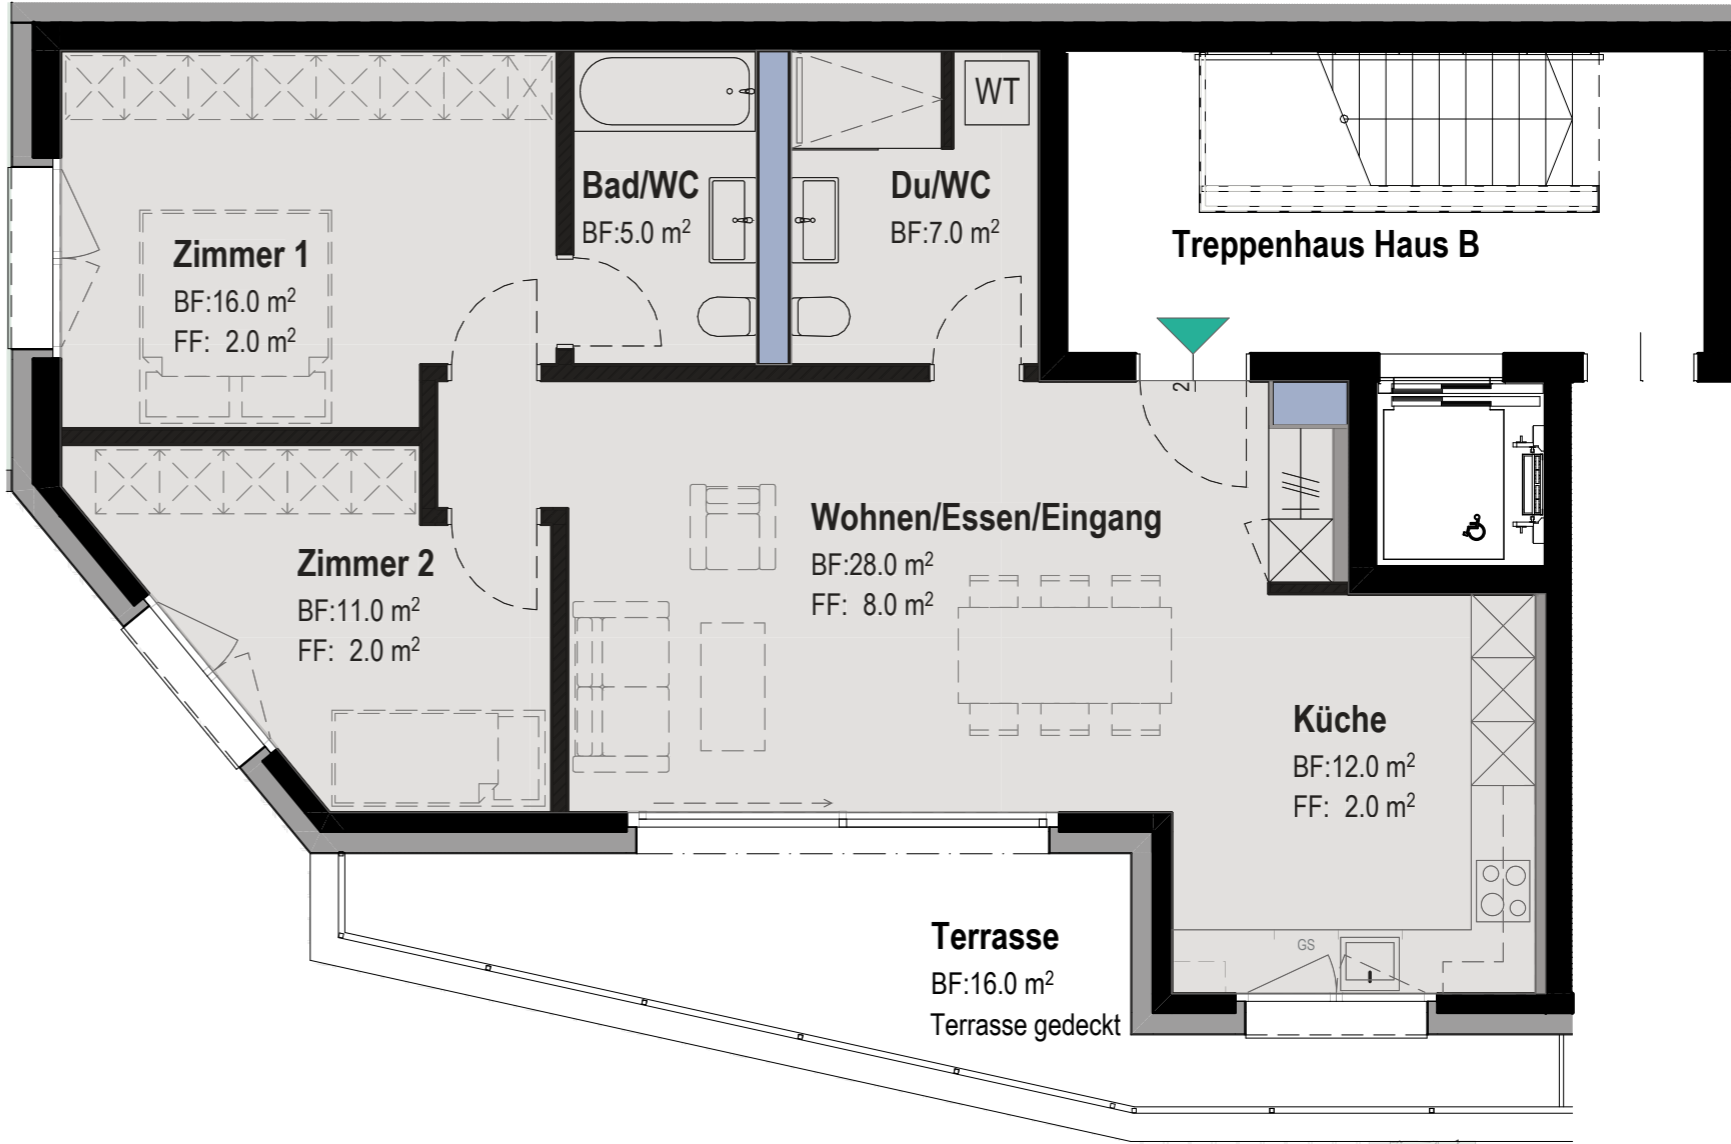 WT
Bad/WC
BF:5.0 m²
Du/WC
BF:7.0 m²
Treppenhaus Haus B
Zimmer 1
BF:16.0 m²
FF: 2.0 m²
2
Wohnen/Essen/Eingang
BF:28.0 m²
FF: 8.0 m²
Zimmer 2
BF:11.0 m²
FF: 2.0 m²
Küche
BF:12.0 m²
FF: 2.0 m²
GS
Terrasse
BF:16.0 m²
Terrasse gedeckt